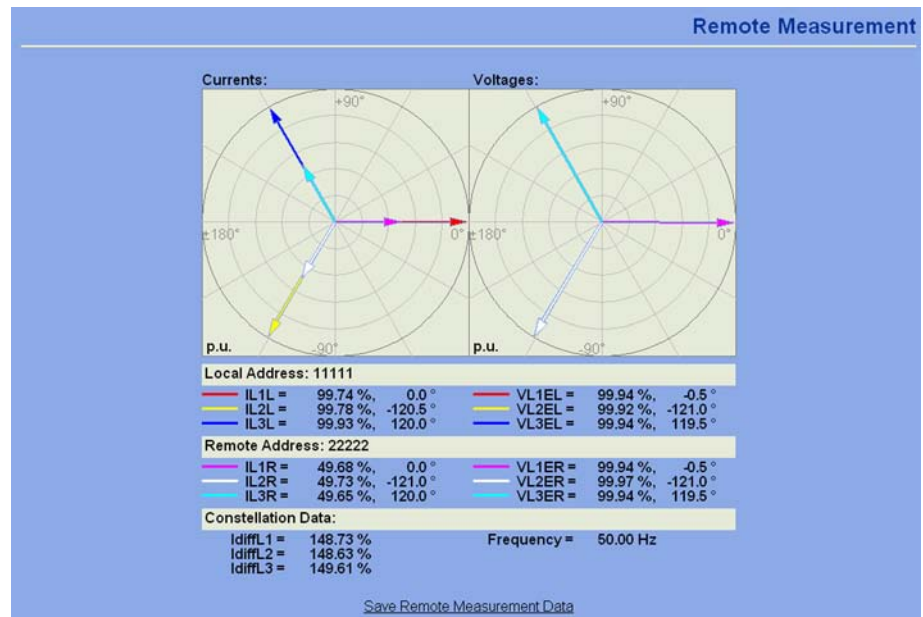 Remote Measurement
Currents: Voltages:
+90° +90°
±180° 0° ±180° 0°
p.u. -90° p.u. -90°
Local Address: 11111
IL1L = 99.74 %, 0.0 ° VL1EL = 99.94 %, -0.5 °
IL2L = 99.78 %, -120.5 ° VL2EL = 99.92 %, -121.0 °
IL3L = 99.93 %, 120.0 ° VL3EL = 99.94 %, 119.5 °
Remote Address: 22222
IL1R = 49.68 %, 0.0 ° VL1ER = 99.94 %, -0.5 °
IL2R = 49.73 %, -121.0 ° VL2ER = 99.97 %, -121.0 °
IL3R = 49.65 %, 120.0 ° VL3ER = 99.94 %, 119.5 °
Constellation Data:
IdiffL1 = 148.73 % Frequency = 50.00 Hz
IdiffL2 = 148.63 %
IdiffL3 = 149.61 %
Save Remote Measurement Data